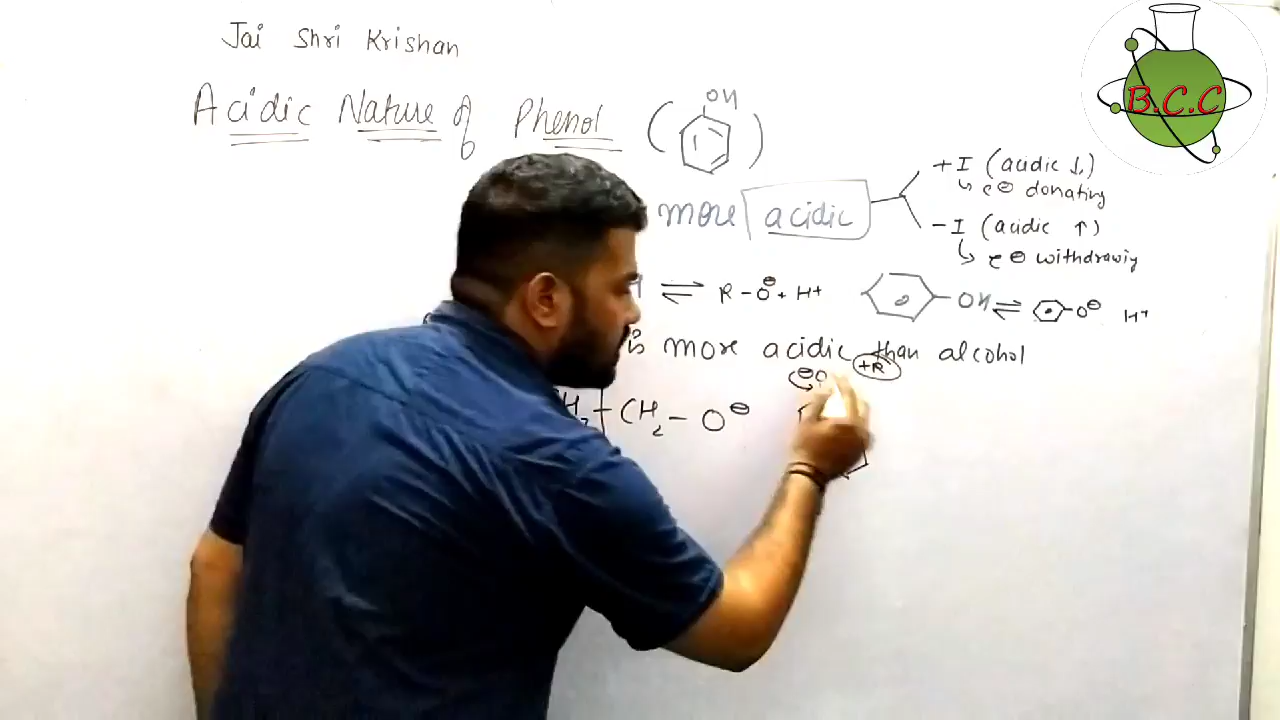 Jai Shri Krishan
B.C.C
Acidic Nature of Phenol (OH)
more acidic
+I (acidic ↓)
e⊖ donating
-I (acidic ↑)
e⊖ withdrawig
⇌ R-O⊖ + H+
OH ⇌ O⊖ H+
is more acidic than alcohol
+R
CH2 - O⊖